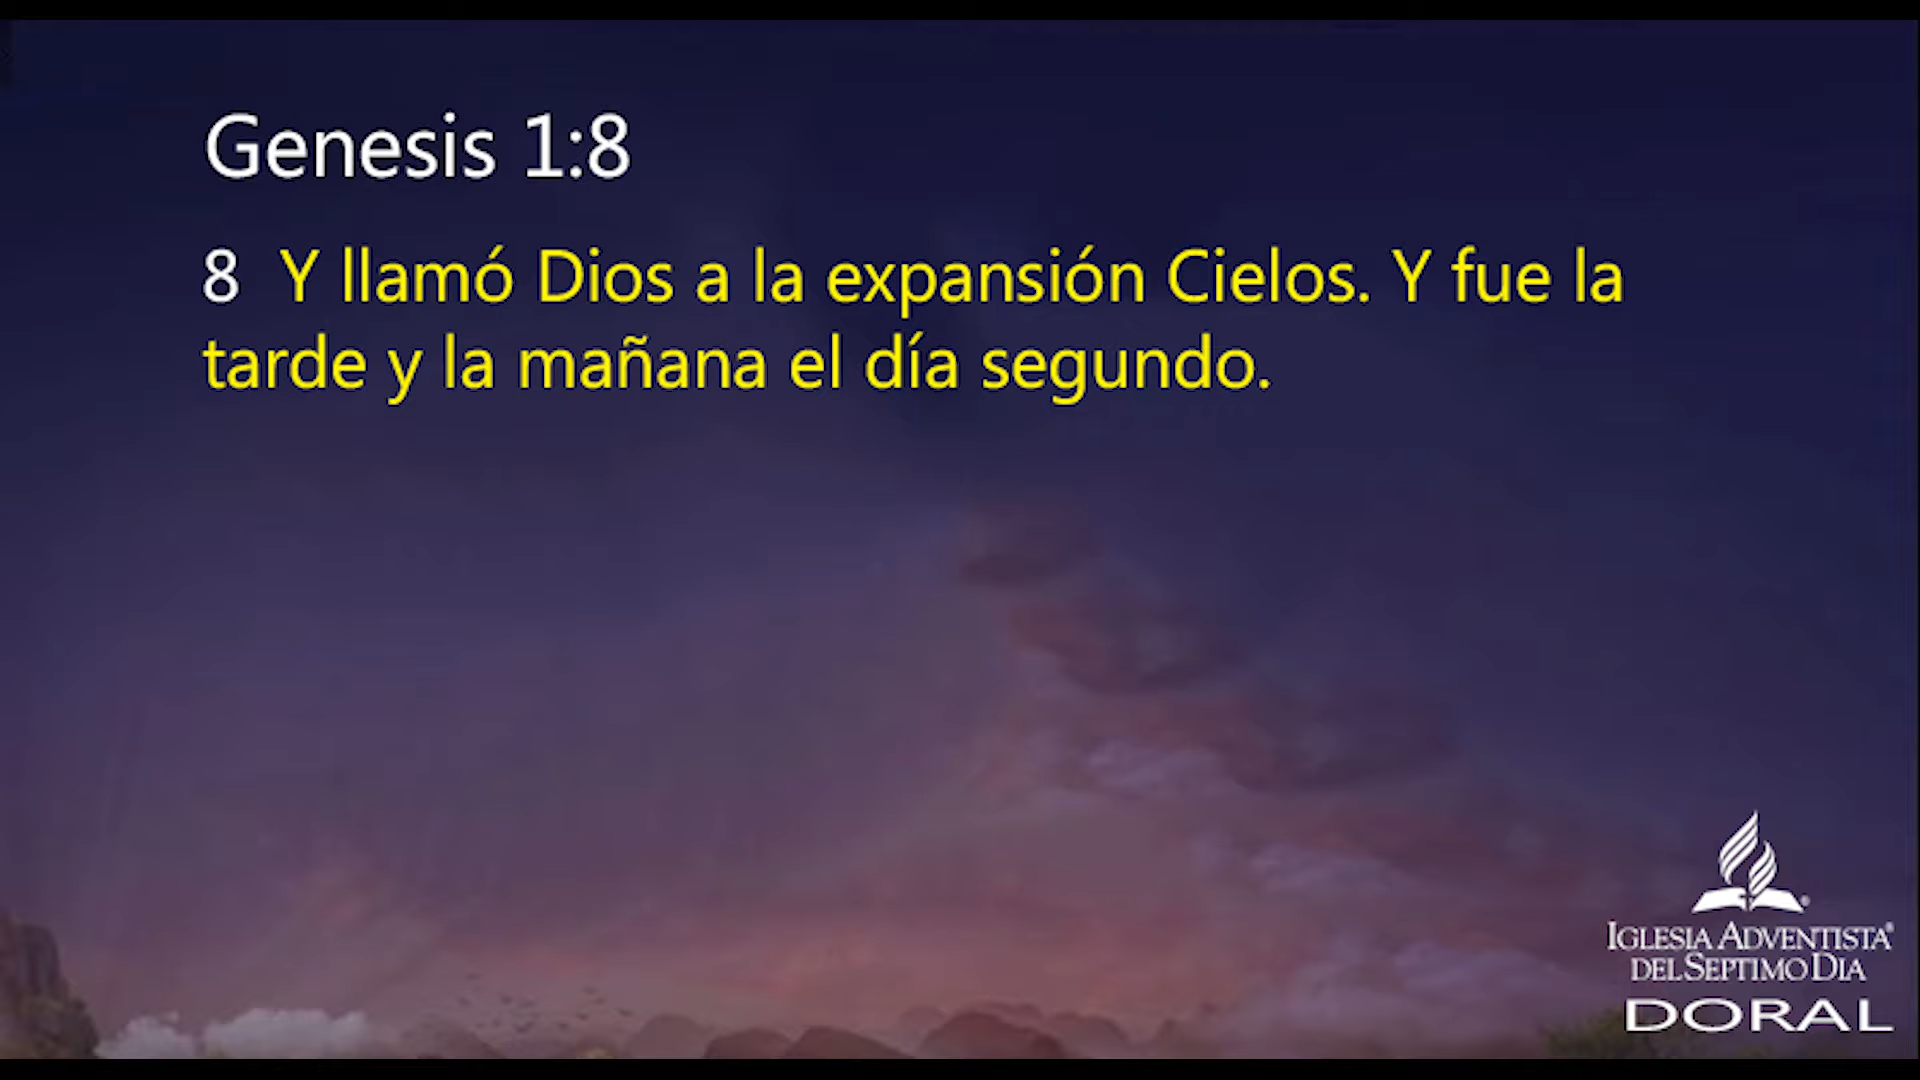 Genesis 1:8
8 Y llamó Dios a la expansión Cielos. Y fue la
tarde y la mañana el día segundo.
IGLESIA ADVENTISTA®
DEL SEPTIMO DIA
DORAL